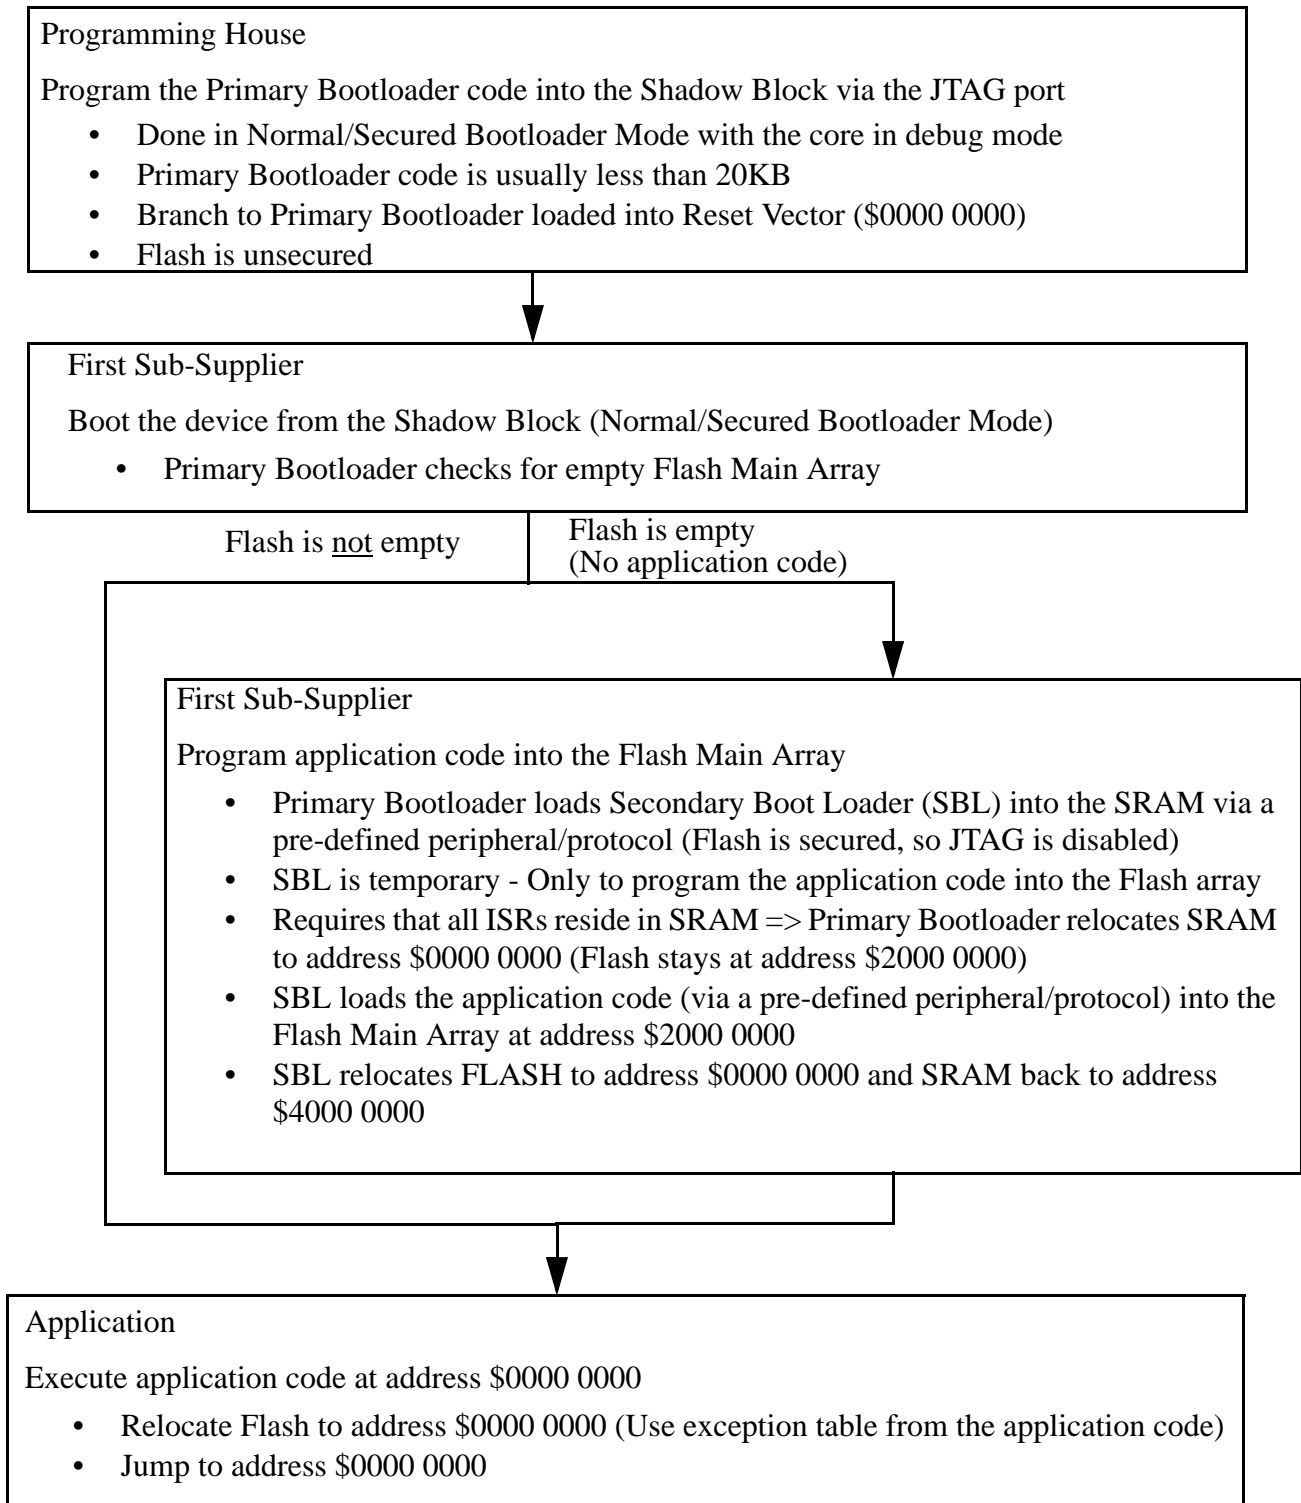 Programming House
Program the Primary Bootloader code into the Shadow Block via the JTAG port
• Done in Normal/Secured Bootloader Mode with the core in debug mode
• Primary Bootloader code is usually less than 20KB
• Branch to Primary Bootloader loaded into Reset Vector ($0000 0000)
• Flash is unsecured
First Sub-Supplier
Boot the device from the Shadow Block (Normal/Secured Bootloader Mode)
• Primary Bootloader checks for empty Flash Main Array
Flash is not empty
Flash is empty
(No application code)
First Sub-Supplier
Program application code into the Flash Main Array
• Primary Bootloader loads Secondary Boot Loader (SBL) into the SRAM via a
pre-defined peripheral/protocol (Flash is secured, so JTAG is disabled)
• SBL is temporary - Only to program the application code into the Flash array
• Requires that all ISRs reside in SRAM => Primary Bootloader relocates SRAM
to address $0000 0000 (Flash stays at address $2000 0000)
• SBL loads the application code (via a pre-defined peripheral/protocol) into the
Flash Main Array at address $2000 0000
• SBL relocates FLASH to address $0000 0000 and SRAM back to address
$4000 0000
Application
Execute application code at address $0000 0000
• Relocate Flash to address $0000 0000 (Use exception table from the application code)
• Jump to address $0000 0000